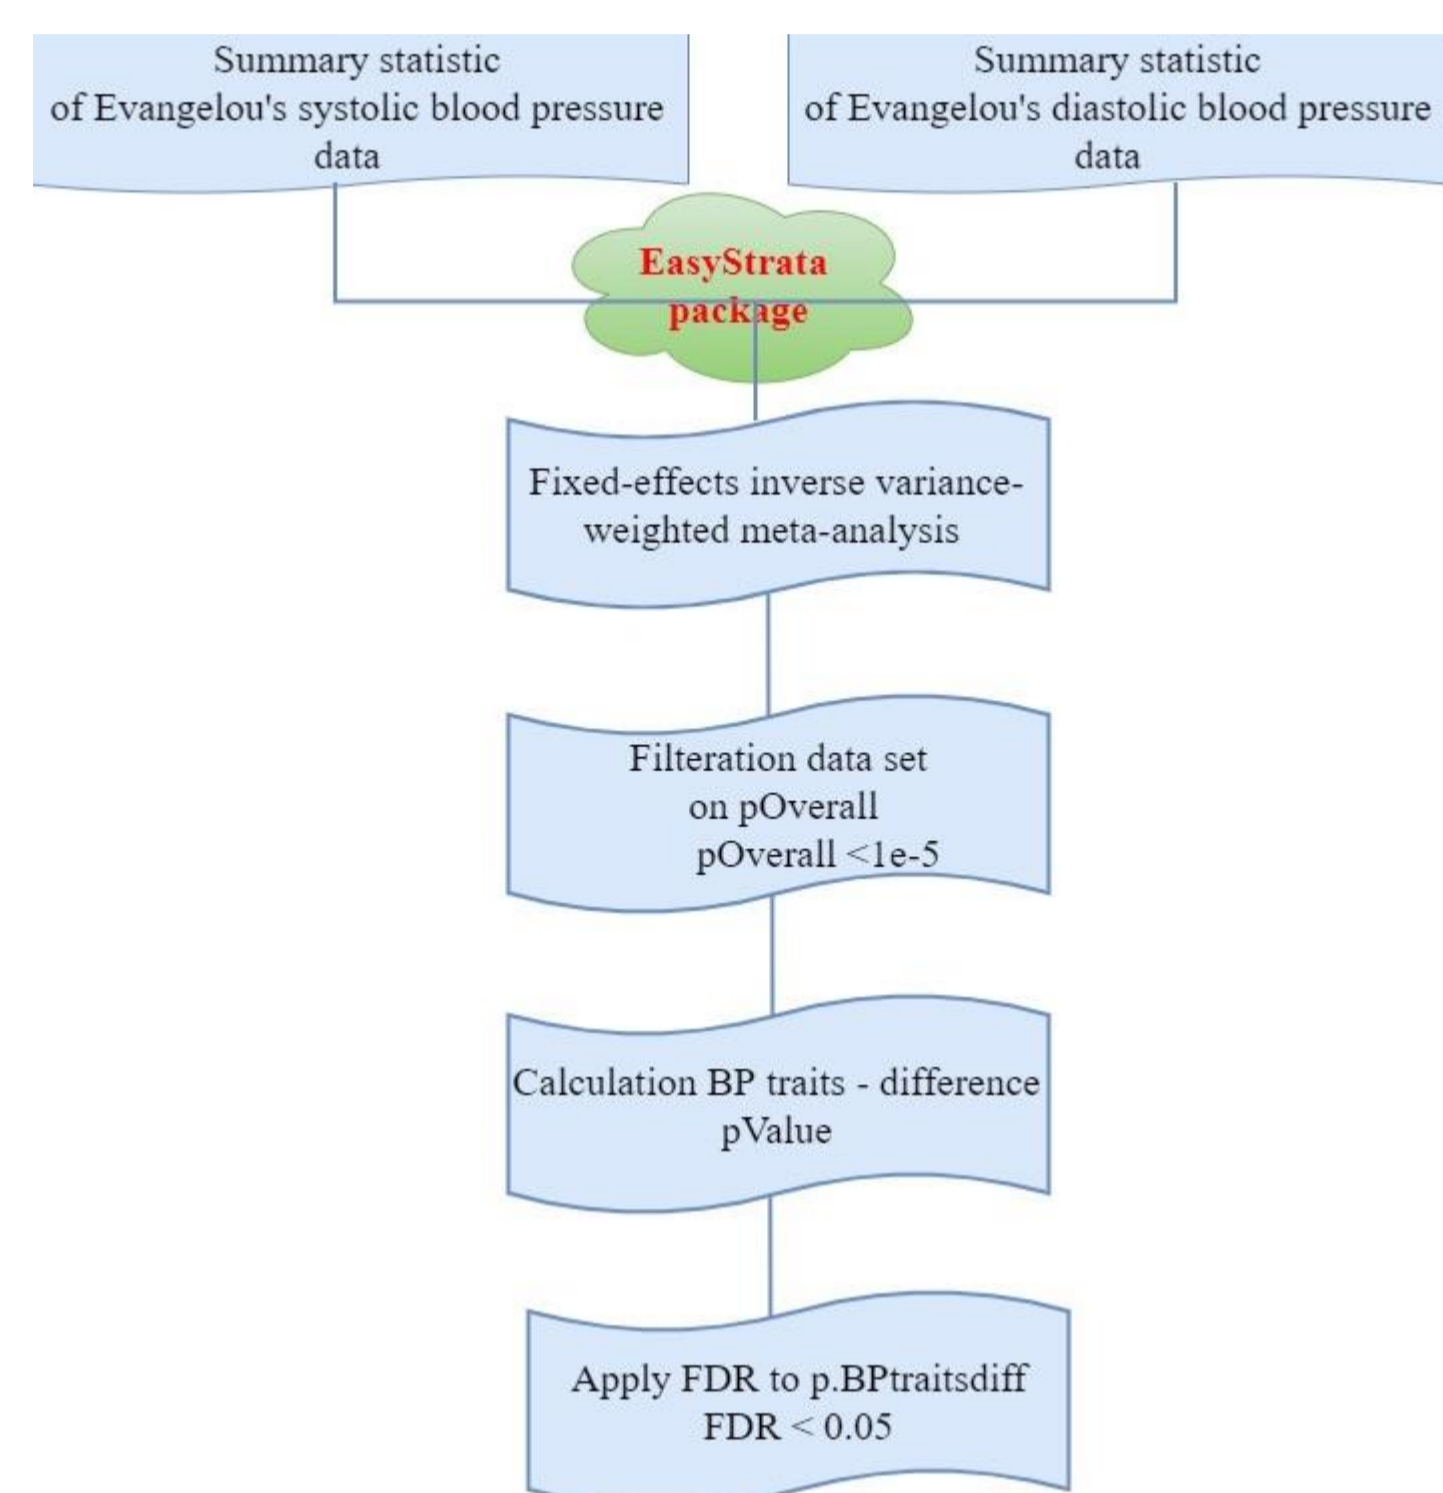 Summary statistic
of Evangelou's systolic blood pressure
data
Summary statistic
of Evangelou's diastolic blood pressure
data
EasyStrata
package
Fixed-effects inverse variance-
weighted meta-analysis
Filteration data set
on pOverall
pOverall <1e-5
Calculation BP traits - difference
pValue
Apply FDR to p.BPtraitsdiff
FDR < 0.05